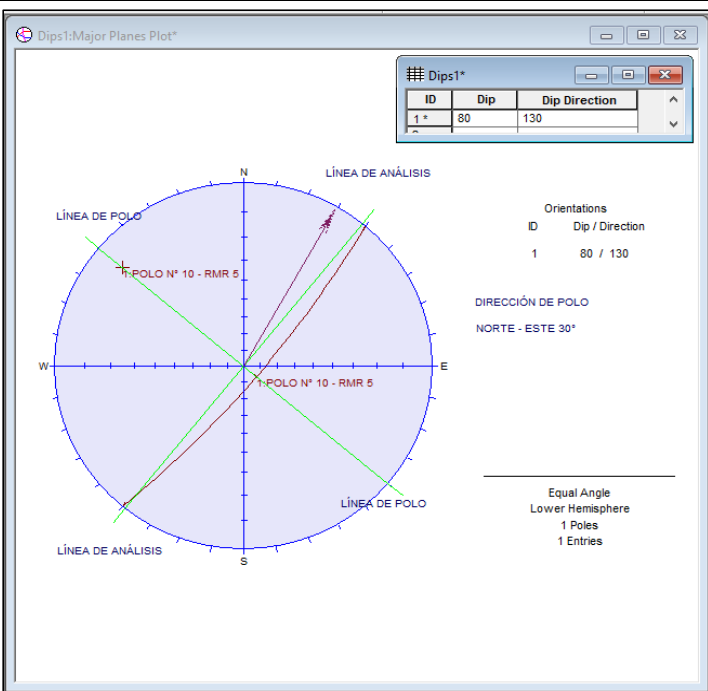 Dips1:Major Planes Plot*
Dips1*
ID Dip Dip Direction
1 * 80 130
N
LÍNEA DE ANÁLISIS
LÍNEA DE POLO
1:POLO N° 10 - RMR 5
Orientations
ID Dip / Direction
1 80 / 130
DIRECCIÓN DE POLO
NORTE - ESTE 30°
W
E
1:POLO N° 10 - RMR 5
LÍNEA DE POLO
LÍNEA DE ANÁLISIS
S
Equal Angle
Lower Hemisphere
1 Poles
1 Entries